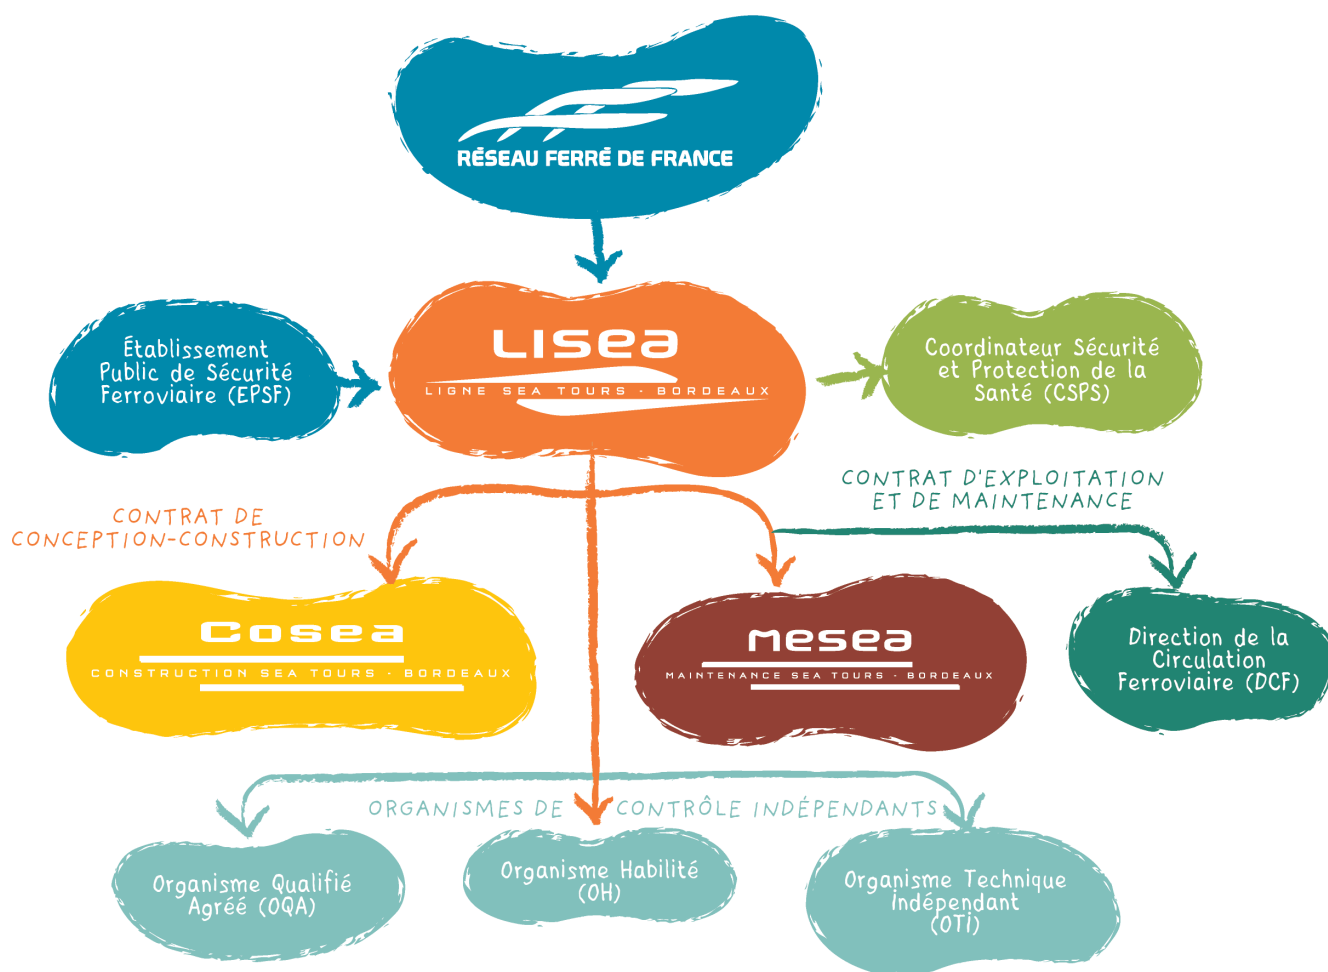 RÉSEAU FERRÉ DE FRANCE
Établissement
Public de Sécurité
Ferroviaire (EPSF)
LISEA
LIGNE SEA TOURS - BORDEAUX
Coordinateur Sécurité
et Protection de la
Santé (CSPS)
CONTRAT DE
CONCEPTION-CONSTRUCTION
CONTRAT D'EXPLOITATION
ET DE MAINTENANCE
Cosea
CONSTRUCTION SEA TOURS - BORDEAUX
mesea
MAINTENANCE SEA TOURS - BORDEAUX
Direction de la
Circulation
Ferroviaire (DCF)
ORGANISMES DE CONTRÔLE INDÉPENDANTS
Organisme Qualifié
Agréé (OQA)
Organisme Habilité
(OH)
Organisme Technique
Indépendant
(OTI)